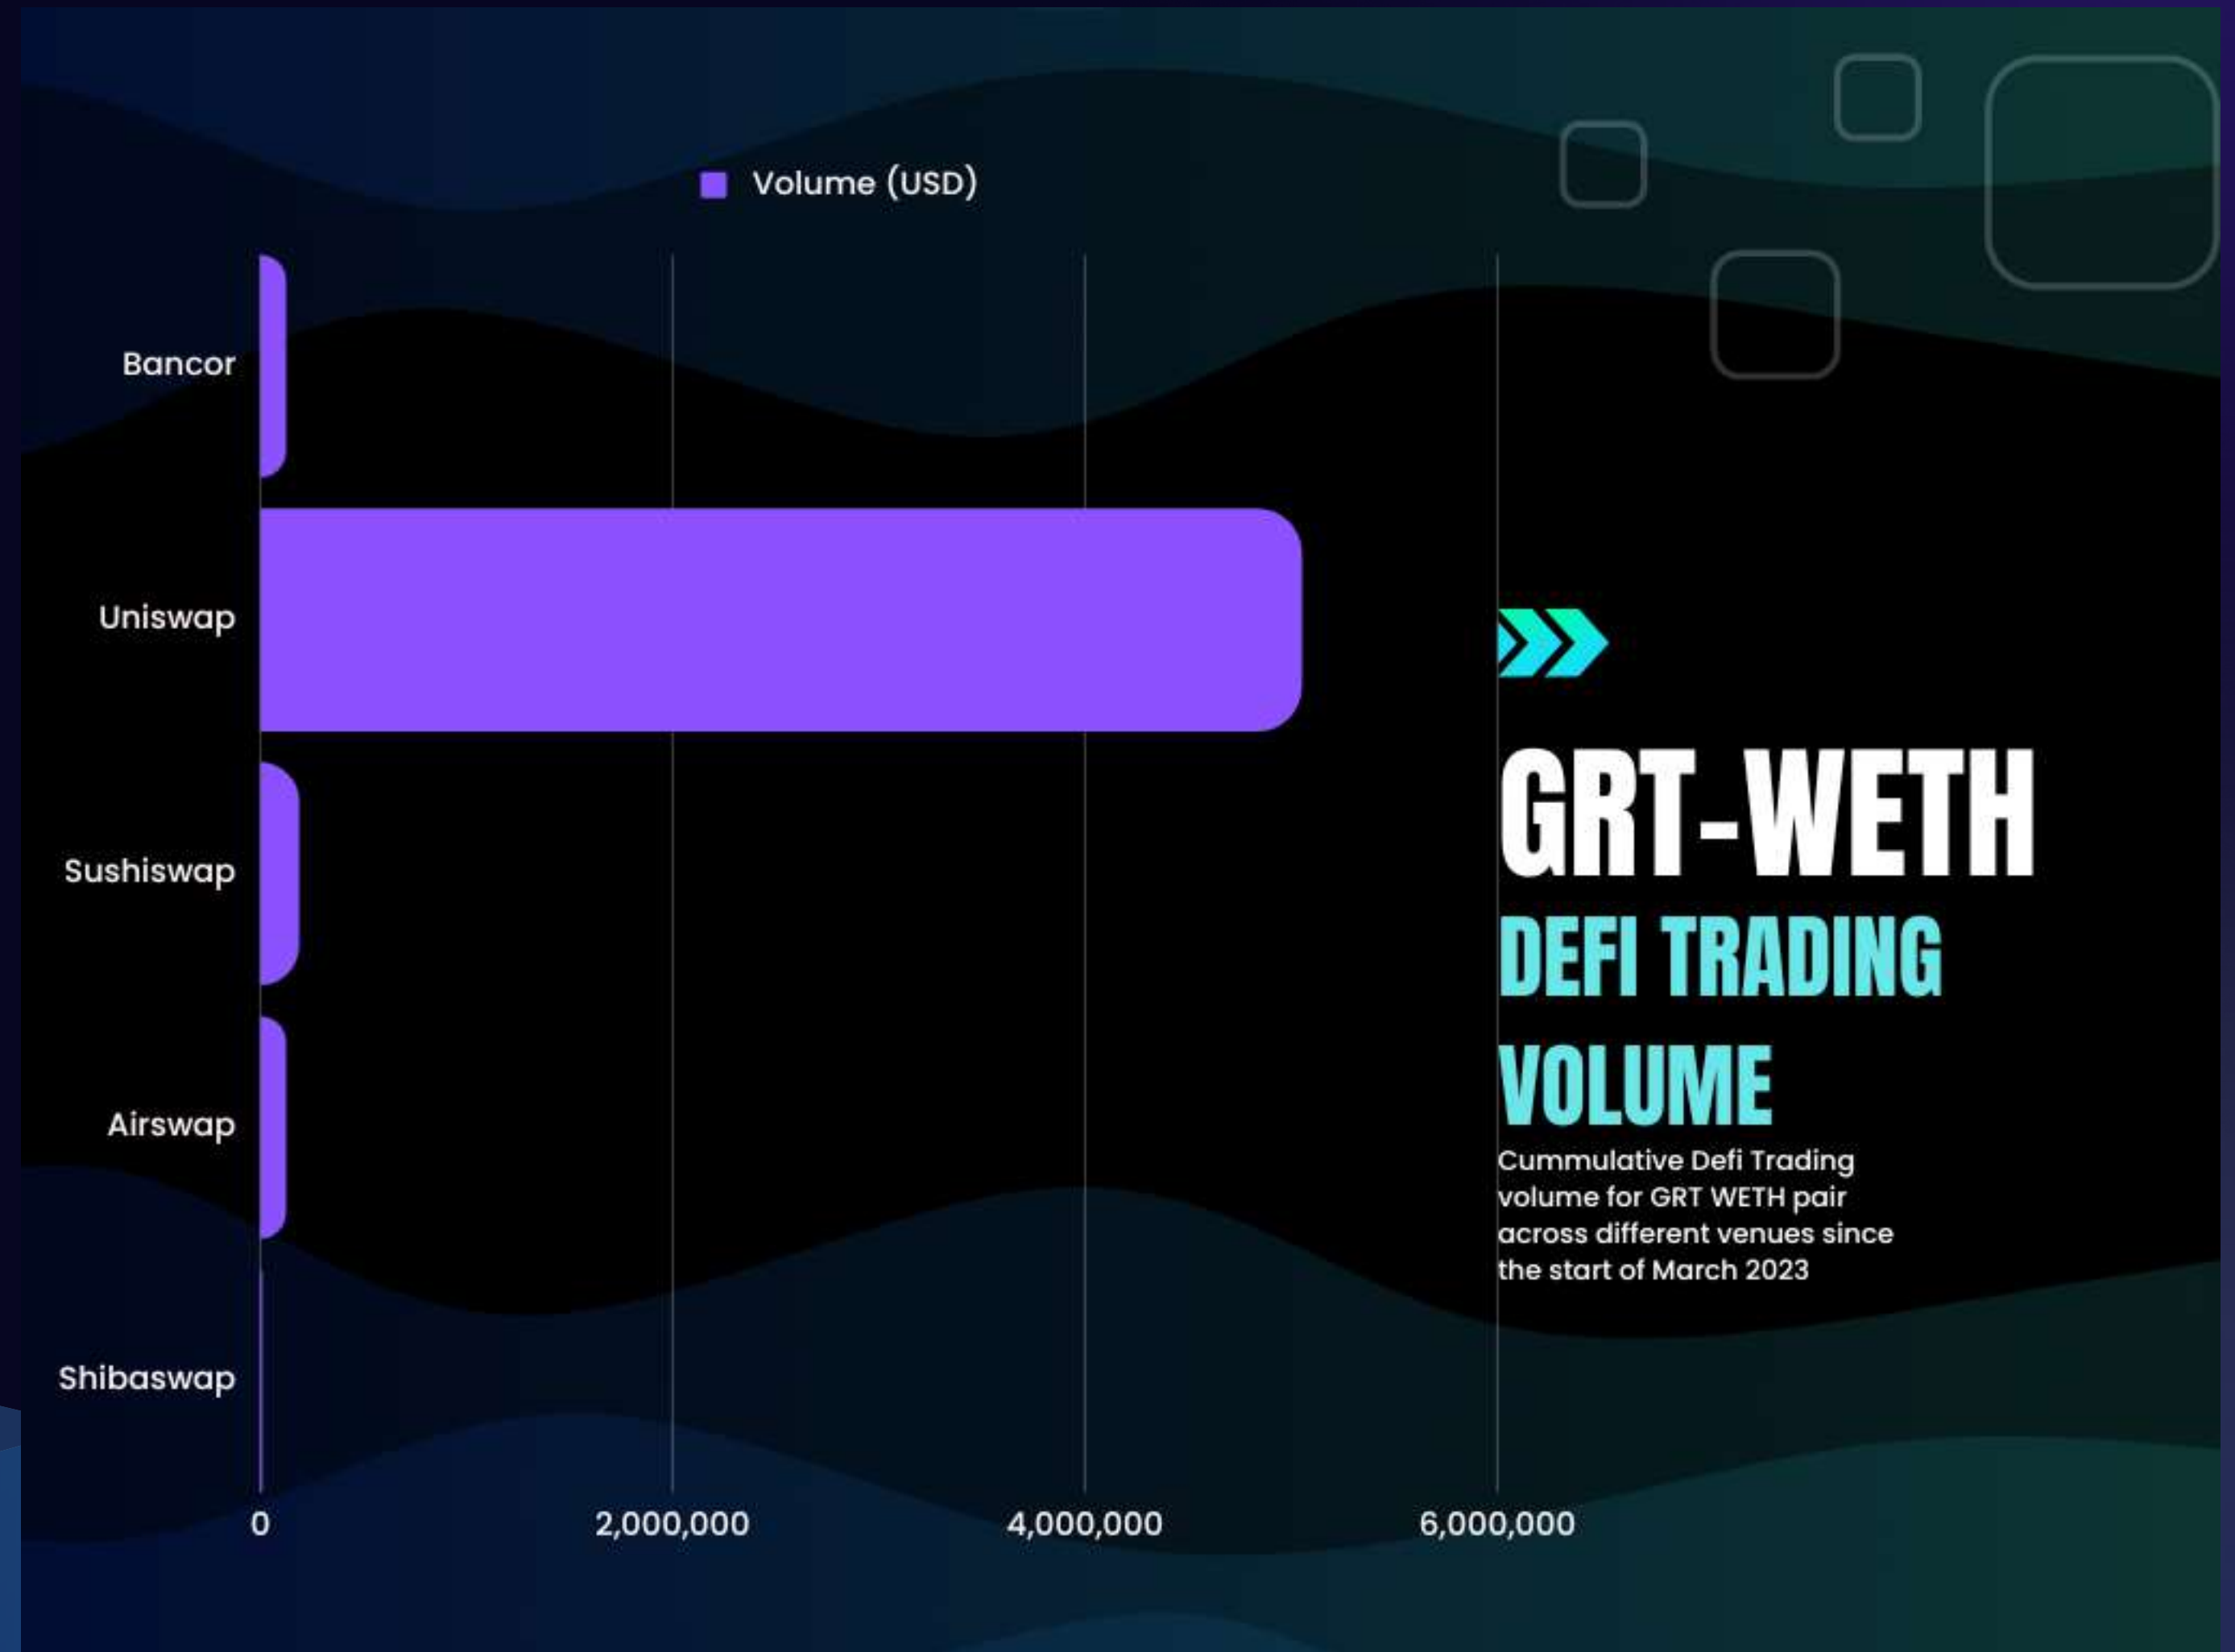 Volume (USD)
Bancor
Uniswap
Sushiswap
Airswap
Shibaswap
0 2,000,000 4,000,000 6,000,000
GRT-WETH
DEFI TRADING
VOLUME
Cummulative Defi Trading
volume for GRT WETH pair
across different venues since
the start of March 2023